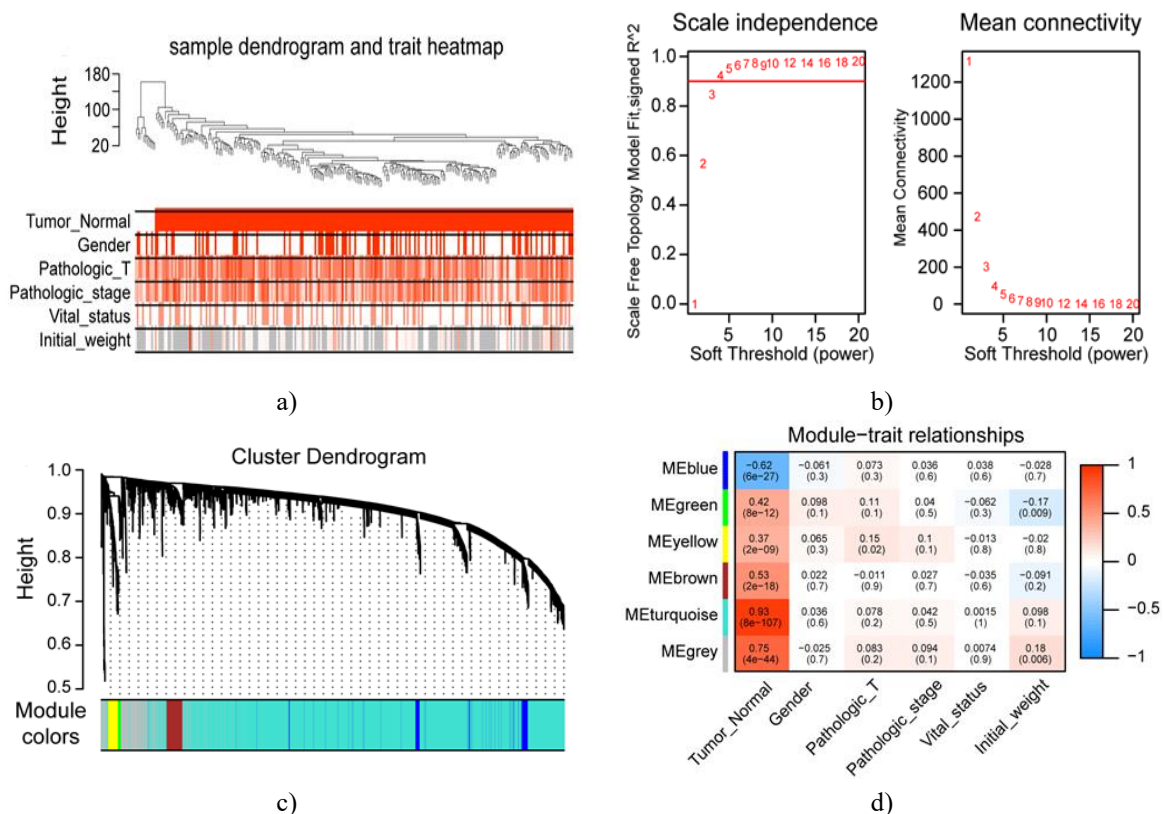 sample dendrogram and trait heatmap
Height
180
100
20
Tumor_Normal
Gender
Pathologic_T
Pathologic_stage
Vital_status
Initial_weight
a)
Scale independence
Scale Free Topology Model Fit,signed R^2
1.0
0.8
0.6
0.4
0.2
0.0
1 2 3 4 5 6 7 8 9 10 12 14 16 18 20
5 10 15 20
Soft Threshold (power)
Mean connectivity
Mean Connectivity
1200
1000
800
600
400
200
0
1 2 3 4 5 6 7 8 9 10 12 14 16 18 20
5 10 15 20
Soft Threshold (power)
b)
Cluster Dendrogram
Height
1.0
0.9
0.8
0.7
0.6
0.5
Module
colors
c)
Module−trait relationships
MEblue −0.62 −0.061 0.073 0.036 0.038 −0.028
(6e−27) (0.3) (0.3) (0.6) (0.6) (0.7)
MEgreen 0.42 0.098 0.11 0.04 −0.062 −0.17
(8e−12) (0.1) (0.1) (0.5) (0.3) (0.009)
MEyellow 0.37 0.065 0.15 0.1 −0.013 −0.02
(2e−09) (0.3) (0.02) (0.1) (0.8) (0.8)
MEbrown 0.53 0.022 −0.011 0.027 −0.035 −0.091
(2e−18) (0.7) (0.9) (0.7) (0.6) (0.2)
MEturquoise 0.93 0.036 0.078 0.042 0.0015 0.098
(8e−107) (0.6) (0.2) (0.5) (1) (0.1)
MEgrey 0.75 −0.025 0.083 0.094 0.0074 0.18
(4e−44) (0.7) (0.2) (0.1) (0.9) (0.006)
Tumor_Normal
Gender
Pathologic_T
Pathologic_stage
Vital_status
Initial_weight
1
0.5
0
−0.5
−1
d)